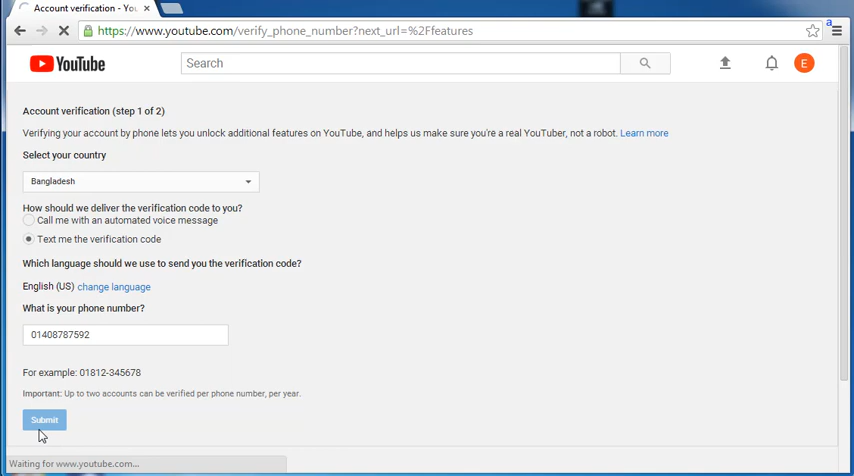 Account verification - You
https://www.youtube.com/verify_phone_number?next_url=%2Ffeatures
a
YouTube
Search
E
Account verification (step 1 of 2)
Verifying your account by phone lets you unlock additional features on YouTube, and helps us make sure you're a real YouTuber, not a robot. Learn more
Select your country
Bangladesh
How should we deliver the verification code to you?
Call me with an automated voice message
Text me the verification code
Which language should we use to send you the verification code?
English (US) change language
What is your phone number?
01408787592
For example: 01812-345678
Important: Up to two accounts can be verified per phone number, per year.
Submit
Waiting for www.youtube.com...